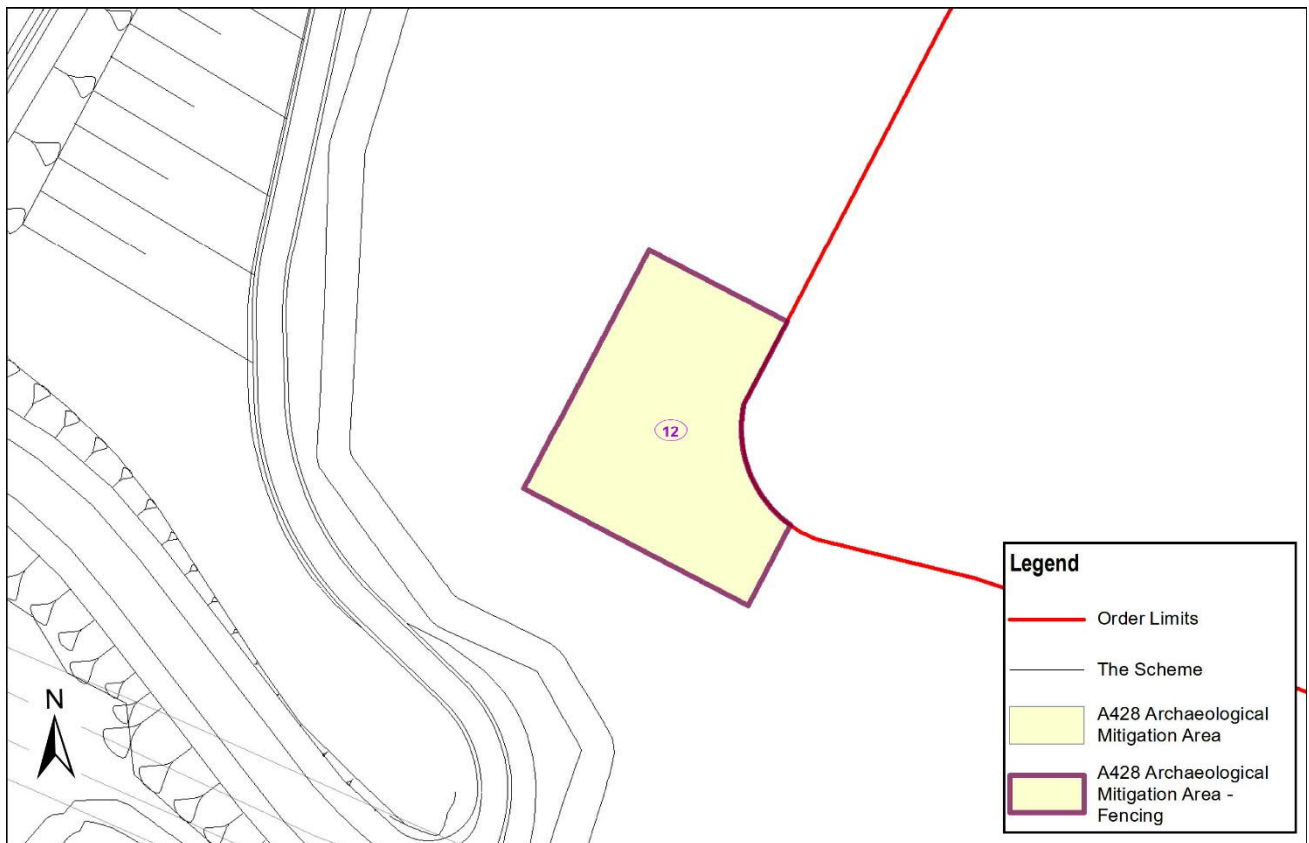 12
N
Legend
Order Limits
The Scheme
A428 Archaeological
Mitigation Area
A428 Archaeological
Mitigation Area -
Fencing